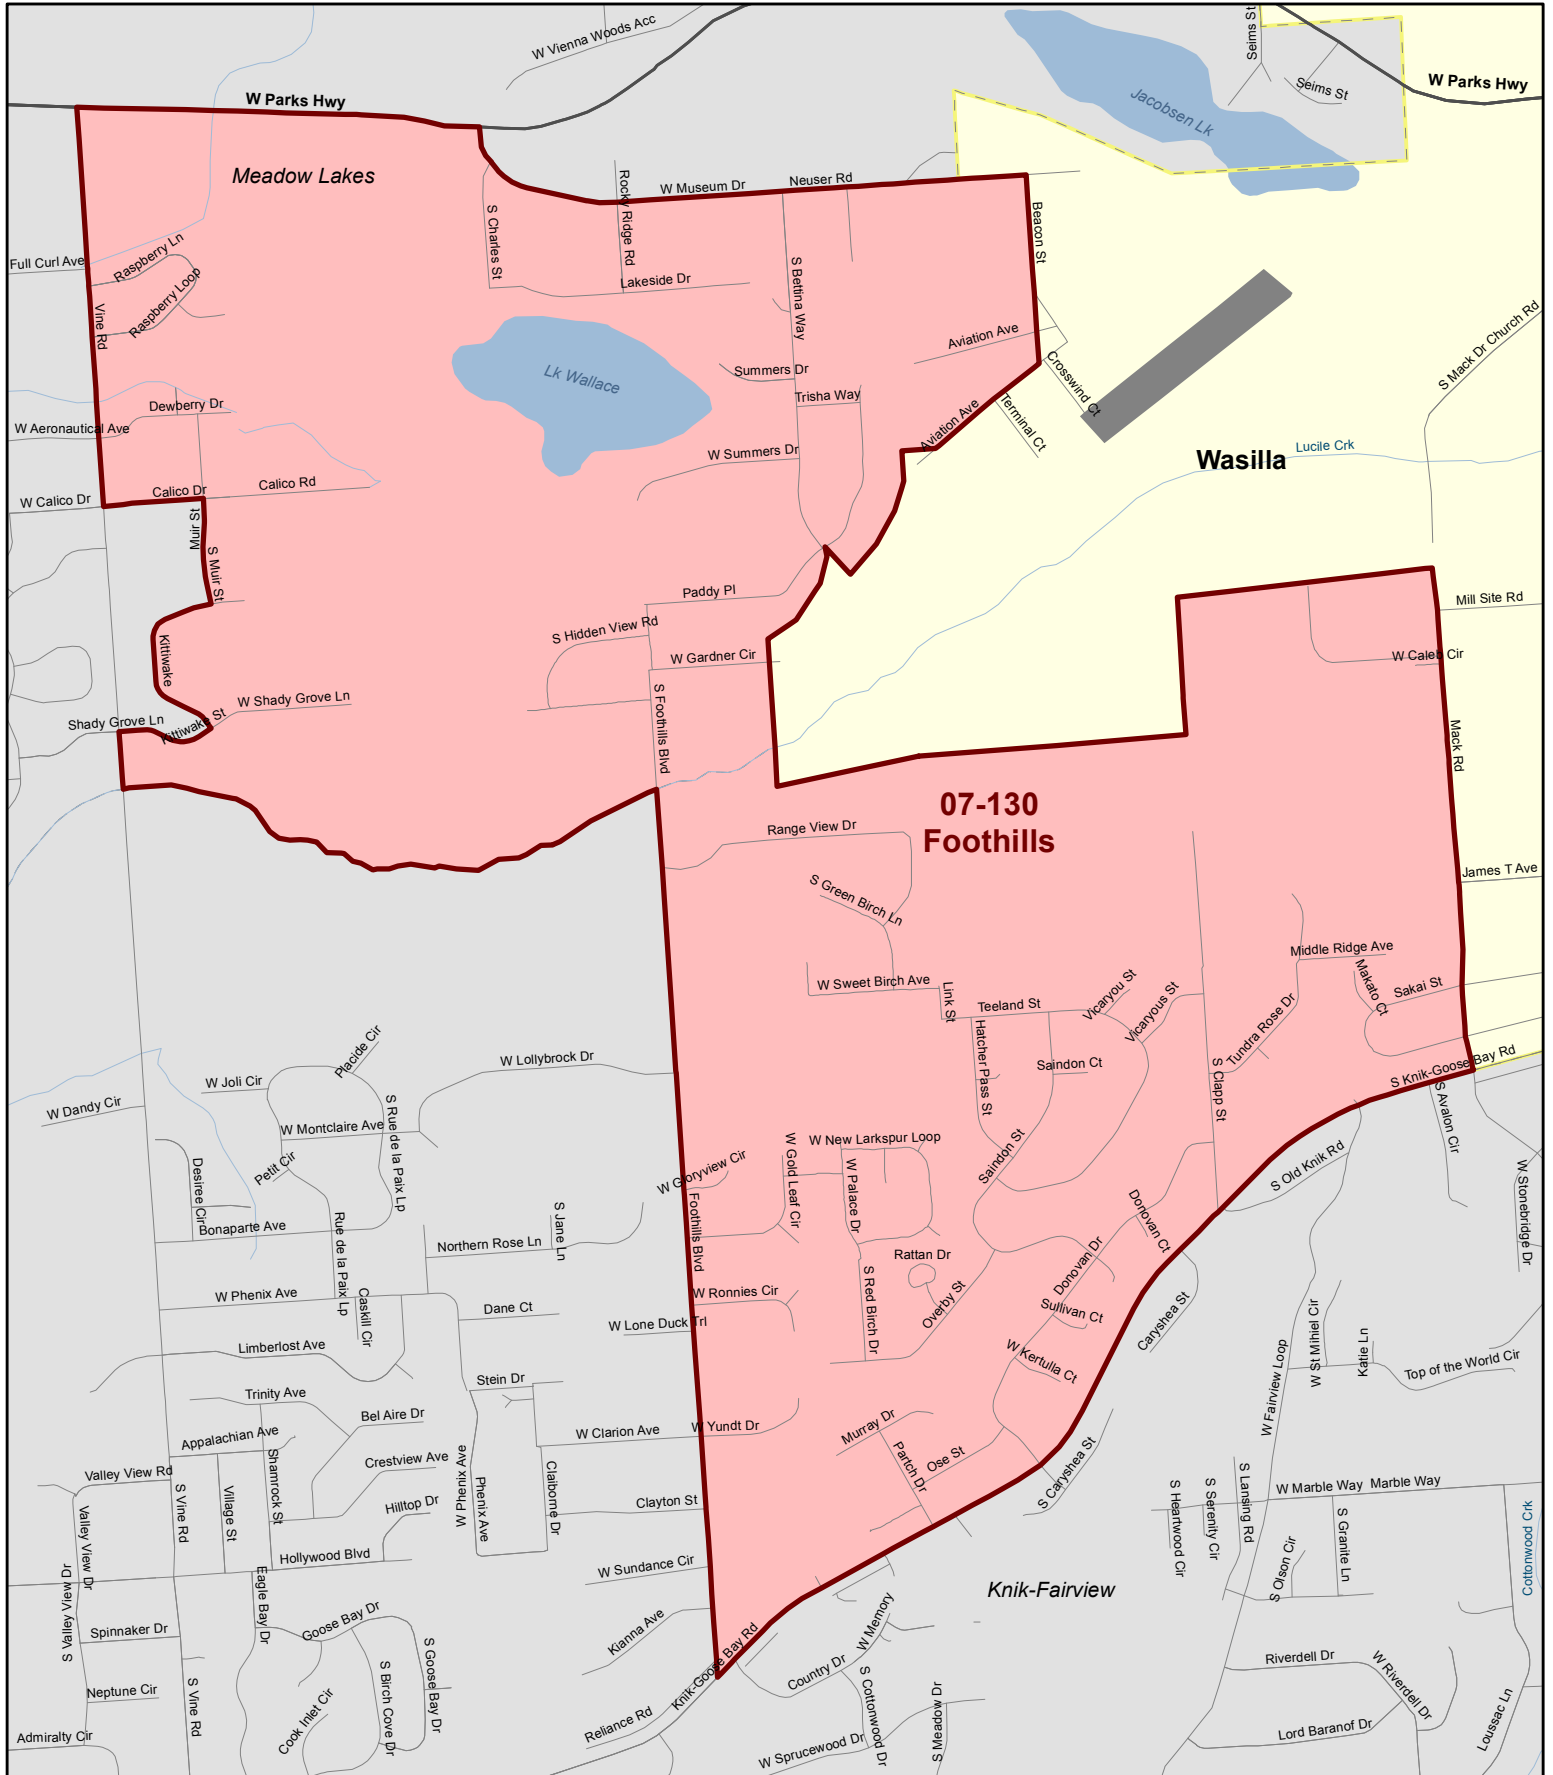 W Vienna Woods Acc
Seims St
Seims St
W Parks Hwy
W Parks Hwy
Jacobsen Lk
Meadow Lakes
Rocky Ridge Rd
W Museum Dr
Neuser Rd
S Charles St
Beacon St
Full Curl Ave
Raspberry Ln
Raspberry Loop
Lakeside Dr
S Bettina Way
Vine Rd
Aviation Ave
S Mack Dr Church Rd
Lk Wallace
Summers Dr
Crosswind Ct
Trisha Way
Dewberry Dr
W Aeronautical Ave
Aviation Ave
Terminal Ct
Lucile Crk
Wasilla
W Summers Dr
Calico Dr
Calico Rd
W Calico Dr
Muir St
S Muir St
Paddy Pl
Mill Site Rd
S Hidden View Rd
Kittiwake
W Gardner Cir
W Caleb Cir
W Shady Grove Ln
Shady Grove Ln
Kittiwake St
S Foothills Blvd
Mack Rd
07-130
Foothills
Range View Dr
James T Ave
S Green Birch Ln
Middle Ridge Ave
W Sweet Birch Ave
Link St
Teeland St
Vicaryou St
Vicaryous St
Makato Ct
Sakai St
Tundra Rose Dr
Hatcher Pass St
Placide Cir
W Lollybrock Dr
Saindon Ct
S Clapp St
W Joli Cir
S Knik-Goose Bay Rd
W Dandy Cir
S Rue de la Paix Lp
S Avalon Cir
W Montclaire Ave
W New Larkspur Loop
Saindon St
Petit Cir
W Gloryview Cir
W Gold Leaf Cir
W Palace Dr
S Old Knik Rd
Desiree Cir
W Stonebridge Dr
Bonaparte Ave
Rue de la Paix Lp
S Jane Ln
Foothills Blvd
Donovan Ct
Northern Rose Ln
Rattan Dr
Donovan Dr
W Phenix Ave
Caskill Cir
W Ronnies Cir
S Red Birch Dr
Overby St
Sullivan Ct
Dane Ct
W Lone Duck Trl
Caryshea St
Limberlost Ave
W Kertulla Ct
W Fairview Loop
W St Mihiel Cir
Katie Ln
Top of the World Cir
Stein Dr
Trinity Ave
Bel Aire Dr
Appalachian Ave
W Clarion Ave
W Yundt Dr
Murray Dr
Shamrock St
Crestview Ave
W Phenix Ave
Partch Dr
Ose St
S Caryshea St
Valley View Rd
S Vine Rd
Village St
Phenix Ave
Claiborne Dr
Hilltop Dr
Clayton St
S Heartwood Cir
S Serenity Cir
S Lansing Rd
W Marble Way
Marble Way
S Granite Ln
Cottonwood Crk
Valley View Dr
Hollywood Blvd
W Sundance Cir
S Olson Cir
Knik-Fairview
S Valley View Dr
Eagle Bay Dr
Goose Bay Dr
Kianna Ave
W Memory
Spinnaker Dr
Knik-Goose Bay Rd
Country Dr
Riverdell Dr
W Riverdell Dr
S Birch Cove Dr
S Goose Bay Dr
S Cottonwood Dr
Neptune Cir
S Vine Rd
Cook Inlet Cir
Reliance Rd
S Meadow Dr
Loussac Ln
Lord Baranof Dr
Admiralty Cir
W Sprucewood Dr